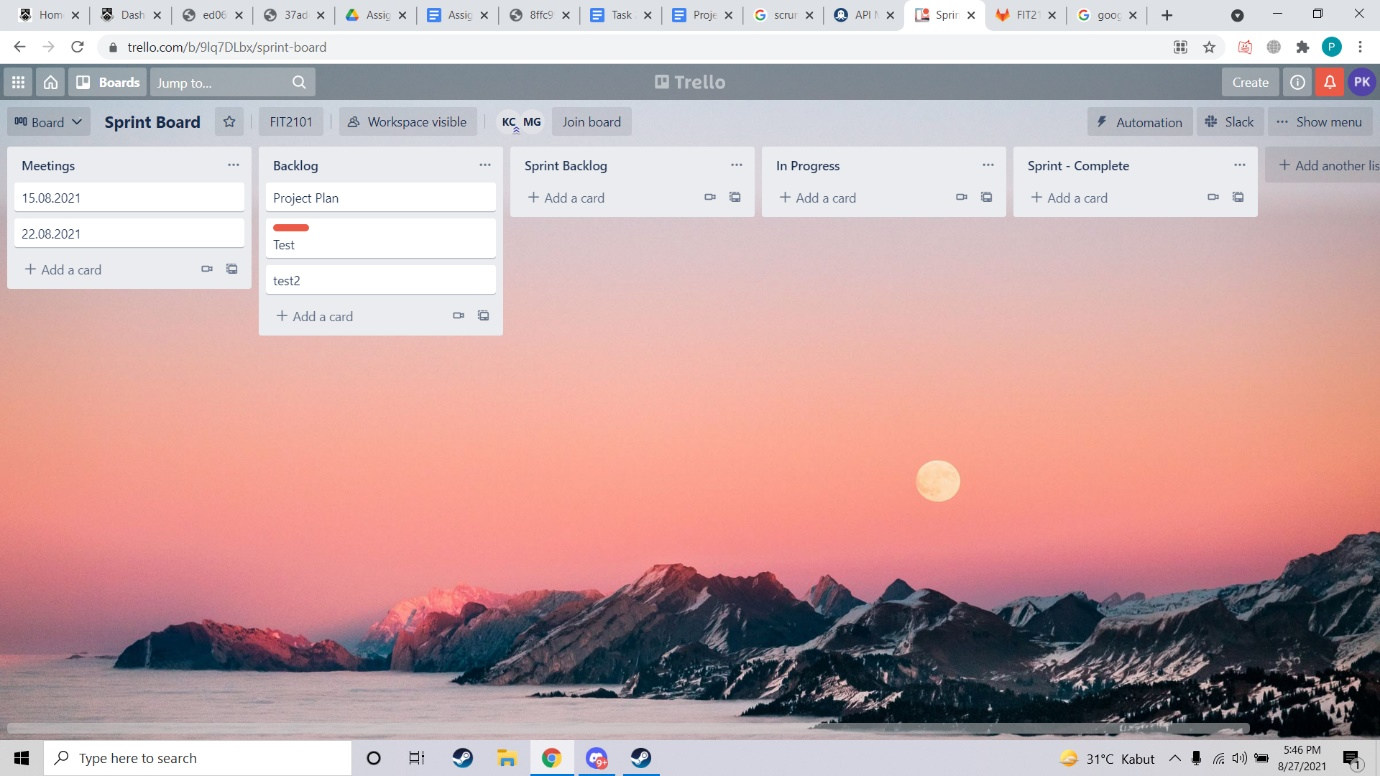 Hom
Dash
ed06
37ad
Assig
Assig
8ffc9
Task
Proje
scrur
API
Sprir
FIT21
goog
trello.com/b/9lq7DLbx/sprint-board
P
Boards
Jump to...
Trello
Create
PK
Board
Sprint Board
FIT2101
Workspace visible
KC
MG
Join board
Automation
Slack
Show menu
Meetings
15.08.2021
22.08.2021
Add a card
Backlog
Project Plan
Test
test2
Add a card
Sprint Backlog
Add a card
In Progress
Add a card
Sprint - Complete
Add a card
Add another lis
Type here to search
9+
31°C Kabut
5:46 PM
8/27/2021
1